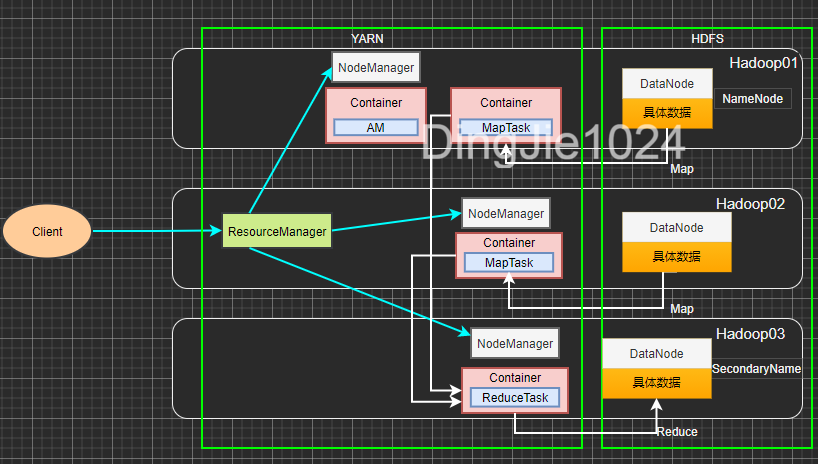 YARN
HDFS
Hadoop01
NodeManager
DataNode
具体数据
NameNode
Container
AM
Container
MapTask
DingJie1024
Map
Hadoop02
Client
ResourceManager
NodeManager
DataNode
具体数据
Container
MapTask
Map
Hadoop03
NodeManager
DataNode
具体数据
SecondaryName
Container
ReduceTask
Reduce